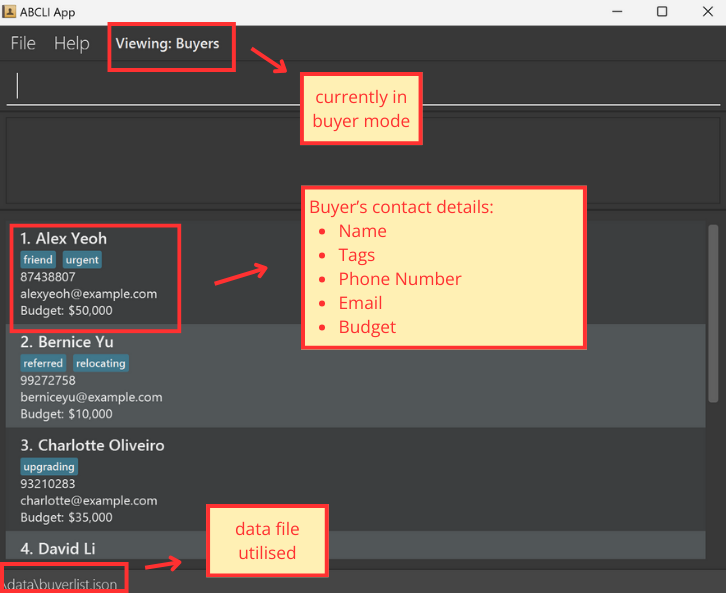 ABCLI App
File Help Viewing: Buyers
currently in
buyer mode
Buyer's contact details:
• Name
• Tags
• Phone Number
• Email
• Budget
1. Alex Yeoh
friend urgent
87438807
alexyeoh@example.com
Budget: $50,000
2. Bernice Yu
referred relocating
99272758
berniceyu@example.com
Budget: $10,000
3. Charlotte Oliveiro
upgrading
93210283
charlotte@example.com
Budget: $35,000
4. David Li
data file
utilised
\data\buyerlist.json